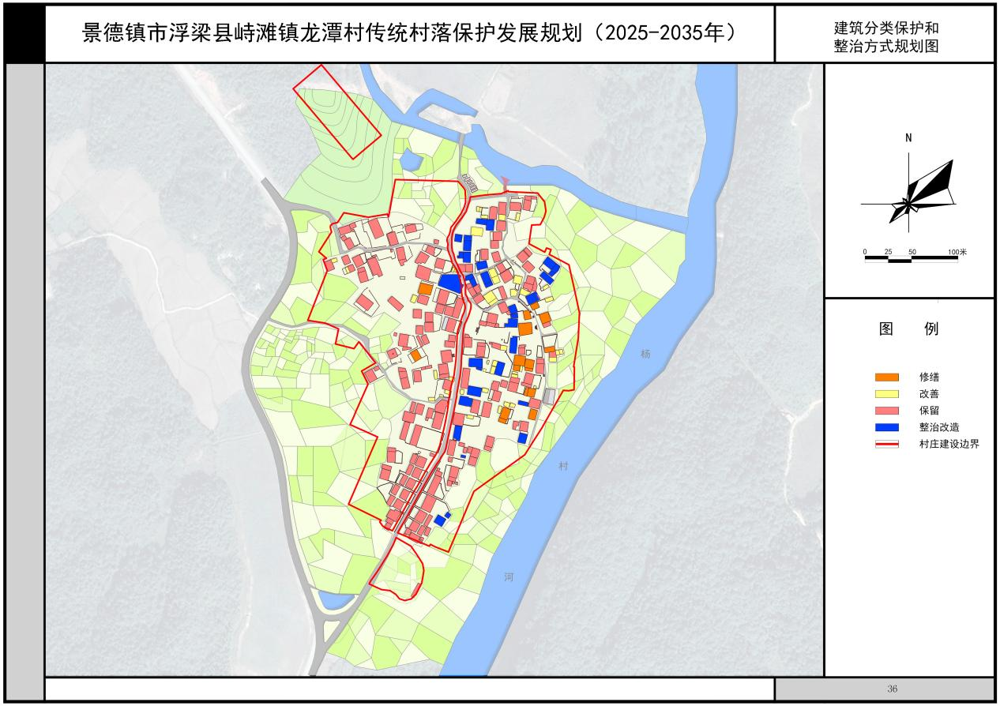 景德镇市浮梁县峙滩镇龙潭村传统村落保护发展规划（2025-2035年）
建筑分类保护和
整治方式规划图
N
0 25 50 100米
图 例
修缮
改善
保留
整治改造
村庄建设边界
杨
村
河
36